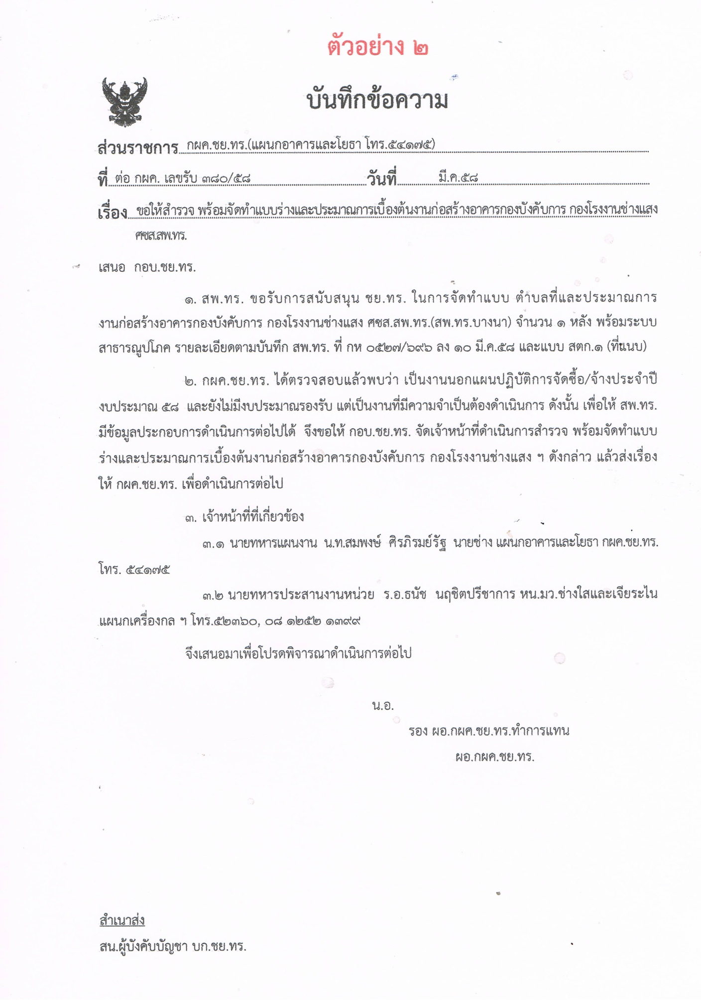 ตัวอย่าง ๒
บันทึกข้อความ
ส่วนราชการ กผค.ชย.ทร.(แผนกอาคารและโยธา โทร.๕๔๑๗๕)
ที่ ต่อ กผค. เลขรับ ๓๘๐/๕๘ วันที่ มี.ค.๕๘
เรื่อง ขอให้สำรวจ พร้อมจัดทำแบบร่างและประมาณการเบื้องต้นงานก่อสร้างอาคารกองบังคับการ กองโรงงานช่างแสง
ศซส.สพ.ทร.
เสนอ กอบ.ชย.ทร.
๑. สพ.ทร. ขอรับการสนับสนุน ชย.ทร. ในการจัดทำแบบ ตำบลที่และประมาณการ
งานก่อสร้างอาคารกองบังคับการ กองโรงงานช่างแสง ศซส.สพ.ทร.(สพ.ทร.บางนา) จำนวน ๑ หลัง พร้อมระบบ
สาธารณูปโภค รายละเอียดตามบันทึก สพ.ทร. ที่ กห ๐๕๒๗/๖๙๖ ลง ๑๐ มี.ค.๕๘ และแบบ สตก.๑ (ที่แนบ)
๒. กผค.ชย.ทร. ได้ตรวจสอบแล้วพบว่า เป็นงานนอกแผนปฏิบัติการจัดซื้อ/จ้างประจำปี
งบประมาณ ๕๘ และยังไม่มีงบประมาณรองรับ แต่เป็นงานที่มีความจำเป็นต้องดำเนินการ ดังนั้น เพื่อให้ สพ.ทร.
มีข้อมูลประกอบการดำเนินการต่อไปได้ จึงขอให้ กอบ.ชย.ทร. จัดเจ้าหน้าที่ดำเนินการสำรวจ พร้อมจัดทำแบบ
ร่างและประมาณการเบื้องต้นงานก่อสร้างอาคารกองบังคับการ กองโรงงานช่างแสง ฯ ดังกล่าว แล้วส่งเรื่อง
ให้ กผค.ชย.ทร. เพื่อดำเนินการต่อไป
๓. เจ้าหน้าที่ที่เกี่ยวข้อง
๓.๑ นายทหารแผนงาน น.ท.สมพงษ์ ศิรภิรมย์รัฐ นายช่าง แผนกอาคารและโยธา กผค.ชย.ทร.
โทร. ๕๔๑๗๕
๓.๒ นายทหารประสานงานหน่วย ร.อ.ธนัช นฤชิตปรีชาการ หน.มว.ช่างใสและเจียระไน
แผนกเครื่องกล ฯ โทร.๕๒๓๖๐, ๐๘ ๑๒๕๒ ๑๓๙๙
จึงเสนอมาเพื่อโปรดพิจารณาดำเนินการต่อไป
น.อ.
รอง ผอ.กผค.ชย.ทร.ทำการแทน
ผอ.กผค.ชย.ทร.
สำเนาส่ง
สน.ผู้บังคับบัญชา บก.ชย.ทร.